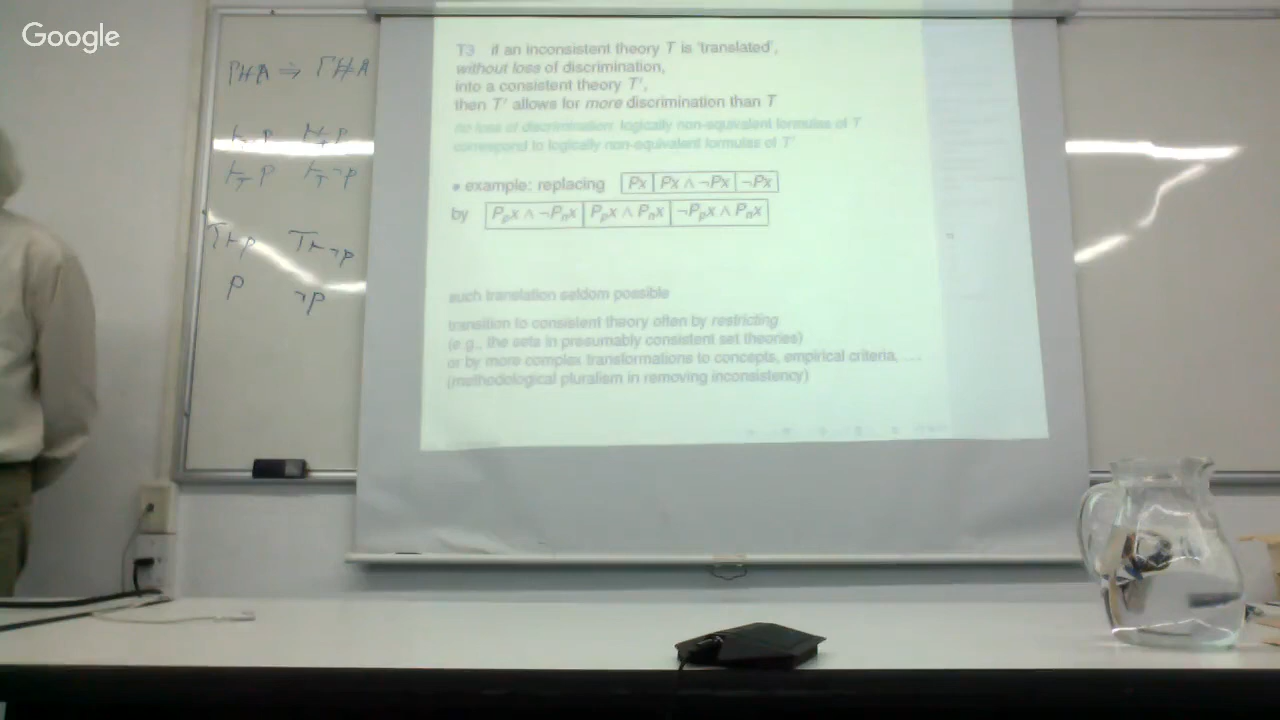 Google
T3 if an inconsistent theory T is 'translated',
without loss of discrimination,
into a consistent theory T',
then T' allows for more discrimination than T
no loss of discrimination: logically non-equivalent formulas of T
correspond to logically non-equivalent formulas of T'
• example: replacing Px Px ∧ ¬Px ¬Px
by Ppx ∧ ¬Pnx Ppx ∧ Pnx ¬Ppx ∧ Pnx
such translation seldom possible
transition to consistent theory often by restricting
(e.g., the sets in presumably consistent set theories)
or by more complex transformations to concepts, empirical criteria, …
(methodological pluralism in removing inconsistency)
T⊢p T⊢¬p
p ¬p